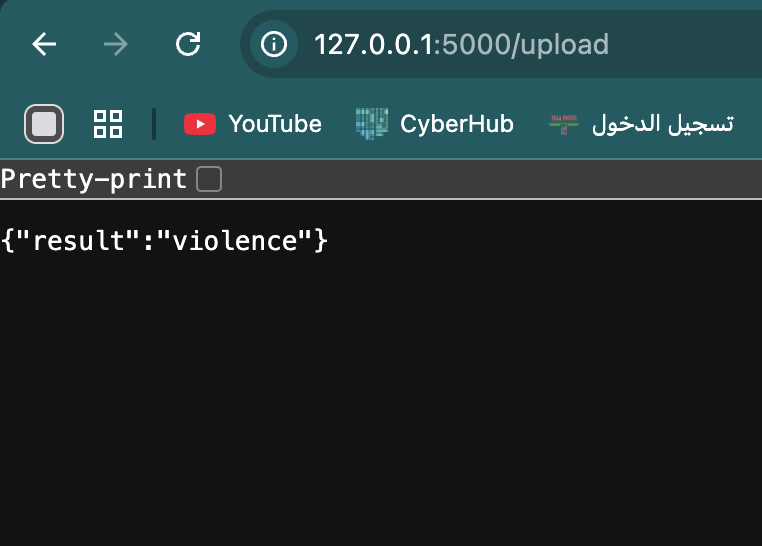 127.0.0.1:5000/upload
YouTube CyberHub تسجيل الدخول
Pretty-print
{"result":"violence"}